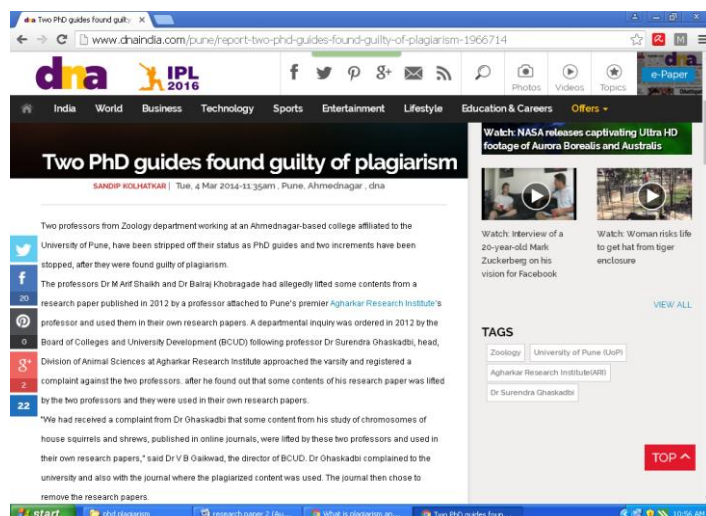 dna Two PhD guides found guilty
www.dnaindia.com/pune/report-two-phd-guides-found-guilty-of-plagiarism-1966714
dna
IPL
2016
Photos
Videos
Topics
e-Paper
India World Business Technology Sports Entertainment Lifestyle Education & Careers Offers
Two PhD guides found guilty of plagiarism
SANDIP KOLHATKAR | Tue, 4 Mar 2014-11:35am , Pune, Ahmednagar , dna
Two professors from Zoology department working at an Ahmednagar-based college affiliated to the
University of Pune, have been stripped off their status as PhD guides and two increments have been
stopped, after they were found guilty of plagiarism.
The professors Dr M Arif Shaikh and Dr Balraj Khobragade had allegedly lifted some contents from a
research paper published in 2012 by a professor attached to Pune's premier Agharkar Research Institute's
professor and used them in their own research papers. A departmental inquiry was ordered in 2012 by the
Board of Colleges and University Development (BCUD) following professor Dr Surendra Ghaskadbi, head,
Division of Animal Sciences at Agharkar Research Institute approached the varsity and registered a
complaint against the two professors. after he found out that some contents of his research paper was lifted
by the two professors and they were used in their own research papers.
"We had received a complaint from Dr Ghaskadbi that some content from his study of chromosomes of
house squirrels and shrews, published in online journals, were lifted by these two professors and used in
their own research papers," said Dr V B Gaikwad, the director of BCUD. Dr Ghaskadbi complained to the
university and also with the journal where the plagiarized content was used. The journal then chose to
remove the research papers.
20
0
2
22
Watch: NASA releases captivating Ultra HD
footage of Aurora Borealis and Australis
Watch: Interview of a
20-year-old Mark
Zuckerberg on his
vision for Facebook
Watch: Woman risks life
to get hat from tiger
enclosure
VIEW ALL
TAGS
Zoology
University of Pune (UoP)
Agharkar Research Institute(ARI)
Dr Surendra Ghaskadbi
TOP
start
phd plagiarism
research paper 2 (Au...
What is plagiarism an...
Two PhD guides foun...
10:56 AM